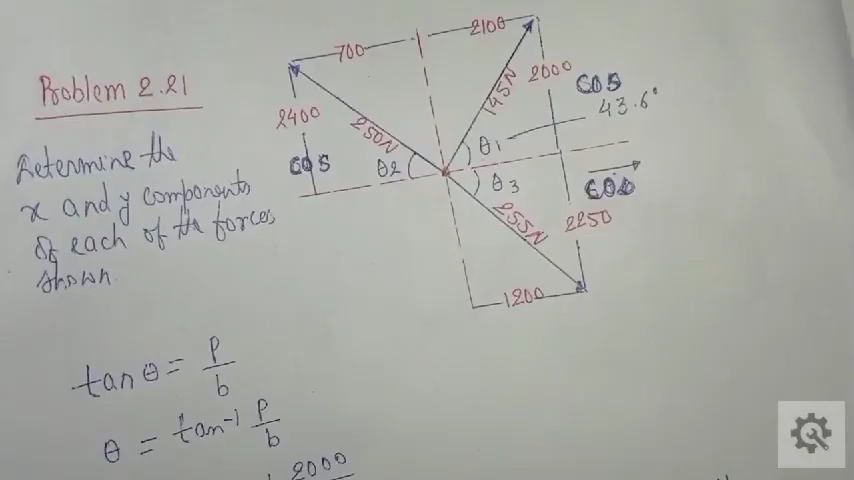 Problem 2.21
Determine the
x and y components
of each of the forces
shown.
700
2100
2400
250N
145N
2000
COS
43.6°
COS
θ2
θ1
θ3
255N
2250
1200
tan θ = P/b
θ = tan⁻¹ P/b
2000